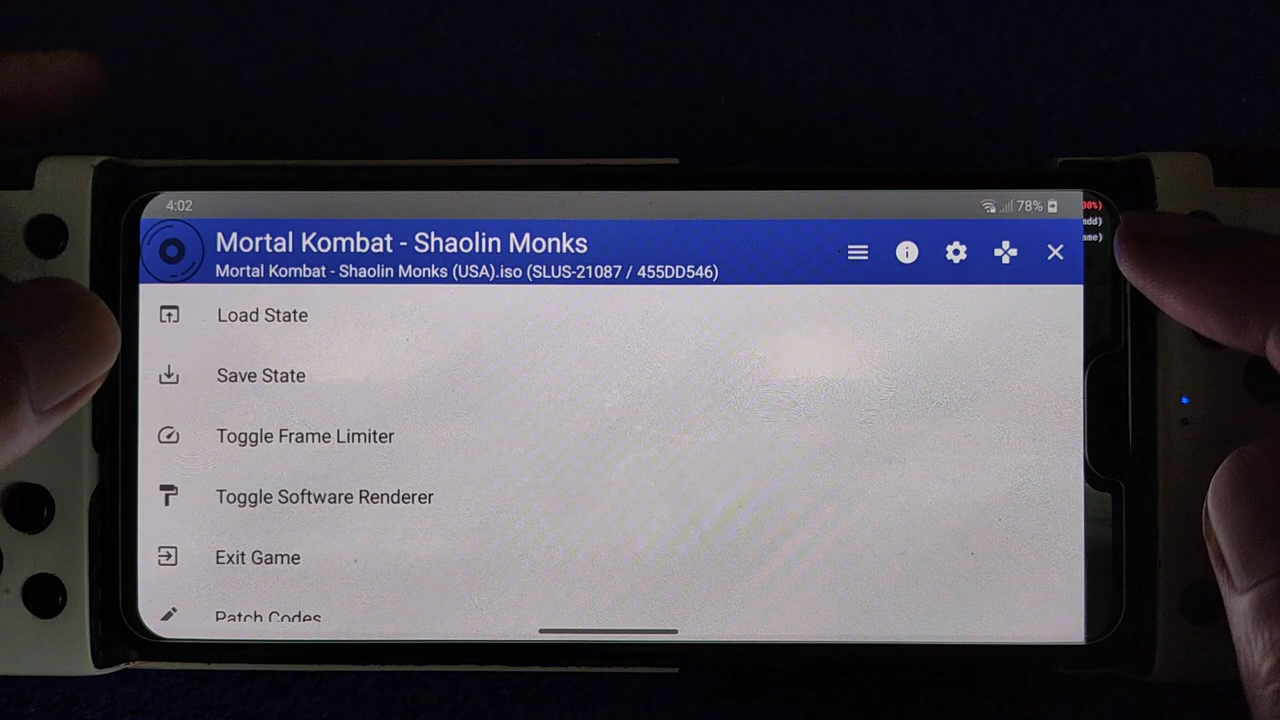 4:02
78%
Mortal Kombat - Shaolin Monks
Mortal Kombat - Shaolin Monks (USA).iso (SLUS-21087 / 455DD546)
Load State
Save State
Toggle Frame Limiter
Toggle Software Renderer
Exit Game
Patch Codes